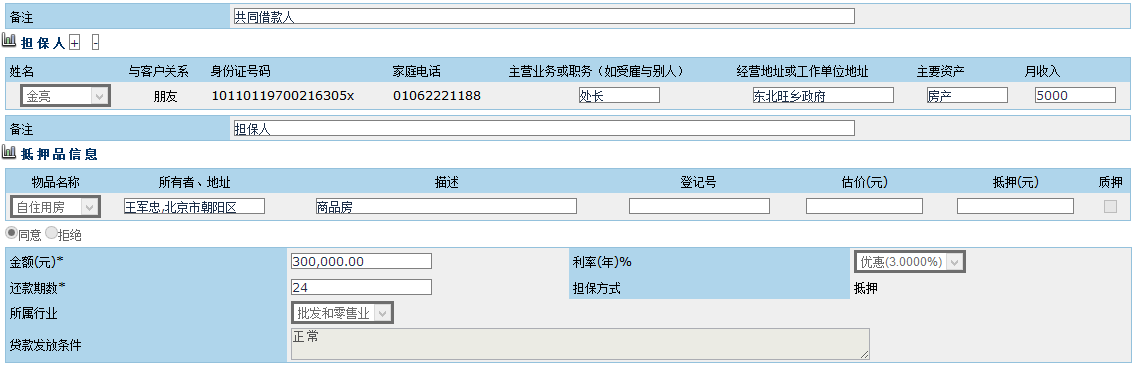 备注 共同借款人
担保人 + -
姓名 与客户关系 身份证号码 家庭电话 主营业务或职务（如受雇与别人） 经营地址或工作单位地址 主要资产 月收入
金亮 朋友 10110119700216305x 01062221188 处长 东北旺乡政府 房产 5000
备注 担保人
抵押品信息
物品名称 所有者、地址 描述 登记号 估价(元) 抵押(元) 质押
自住用房 王军忠,北京市朝阳区 商品房
同意 拒绝
金额(元)* 300,000.00 利率(年)% 优惠(3.0000%)
还款期数* 24 担保方式 抵押
所属行业 批发和零售业
贷款发放条件 正常